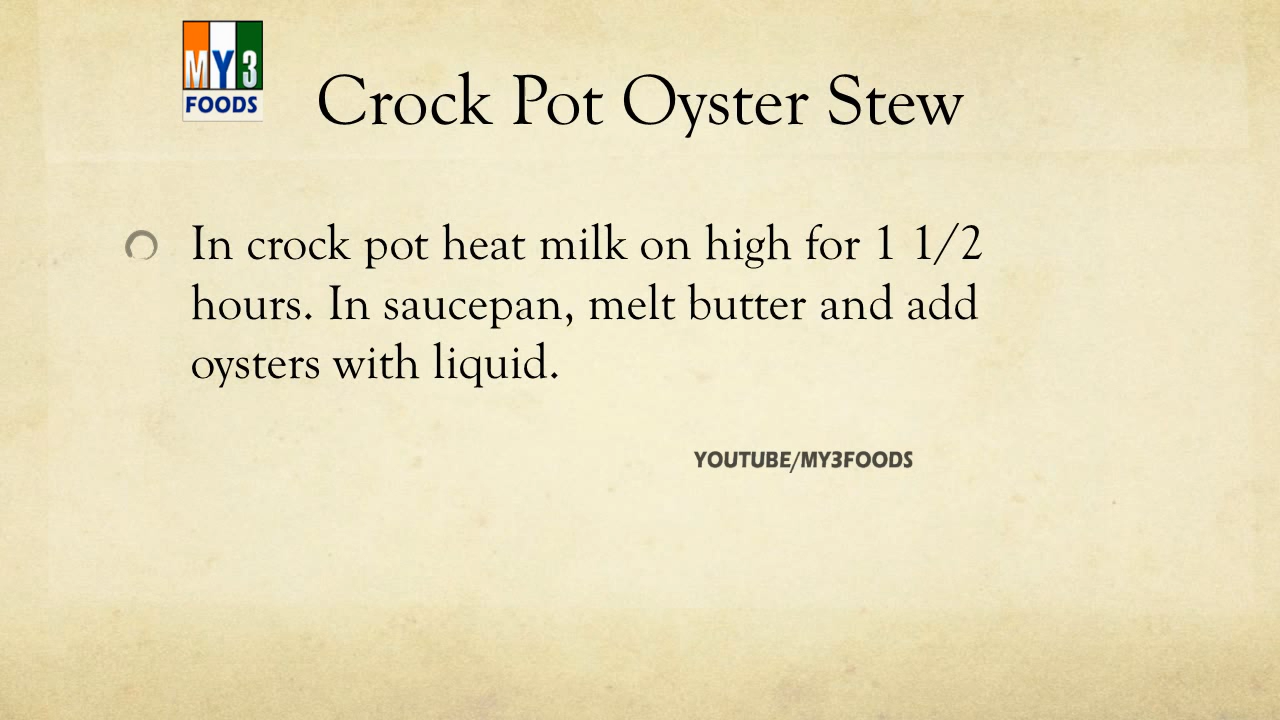 MY3
FOODS
Crock Pot Oyster Stew
In crock pot heat milk on high for 1 1/2
hours. In saucepan, melt butter and add
oysters with liquid.
YOUTUBE/MY3FOODS